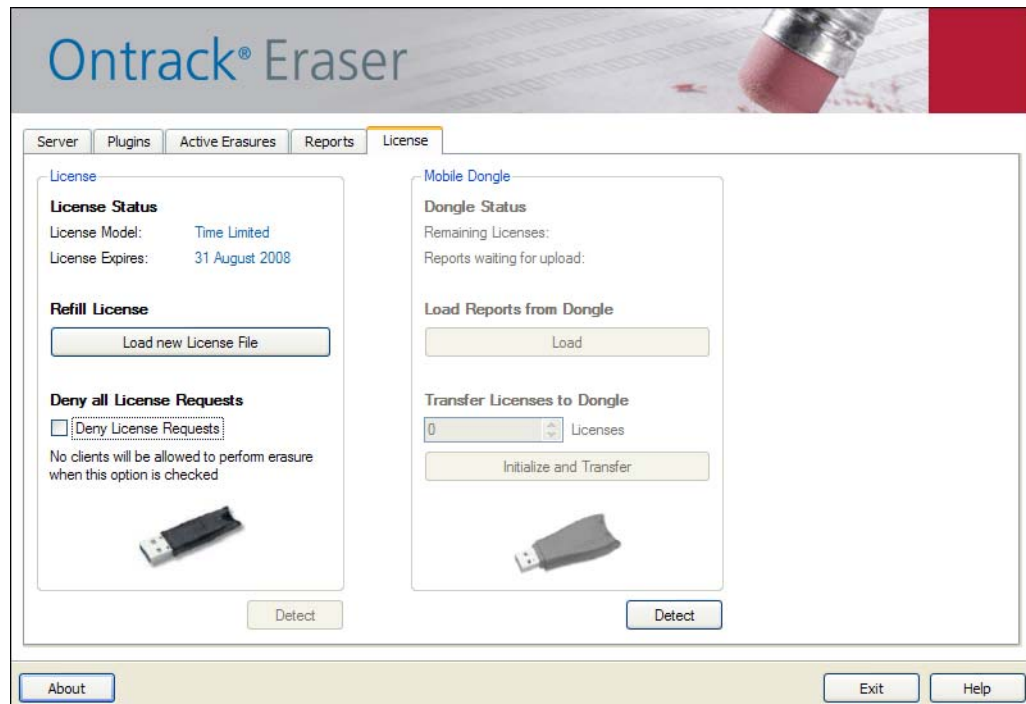 Ontrack® Eraser
Server Plugins Active Erasures Reports License
License
License Status
License Model: Time Limited
License Expires: 31 August 2008
Refill License
Load new License File
Deny all License Requests
Deny License Requests
No clients will be allowed to perform erasure
when this option is checked
Detect
Mobile Dongle
Dongle Status
Remaining Licenses:
Reports waiting for upload:
Load Reports from Dongle
Load
Transfer Licenses to Dongle
0 Licenses
Initialize and Transfer
Detect
About Exit Help